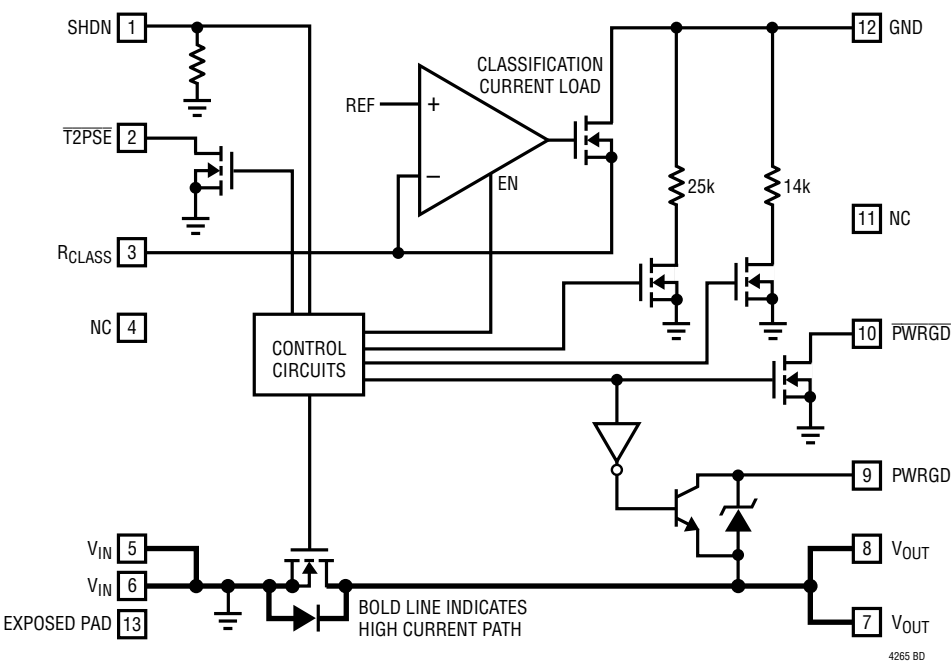 SHDN 1
12 GND
CLASSIFICATION
CURRENT LOAD
REF
+
T2PSE 2
–
EN
25k
14k
11 NC
RCLASS 3
NC 4
10 PWRGD
CONTROL
CIRCUITS
9 PWRGD
VIN 5
8 VOUT
VIN 6
BOLD LINE INDICATES
HIGH CURRENT PATH
EXPOSED PAD 13
7 VOUT
4265 BD